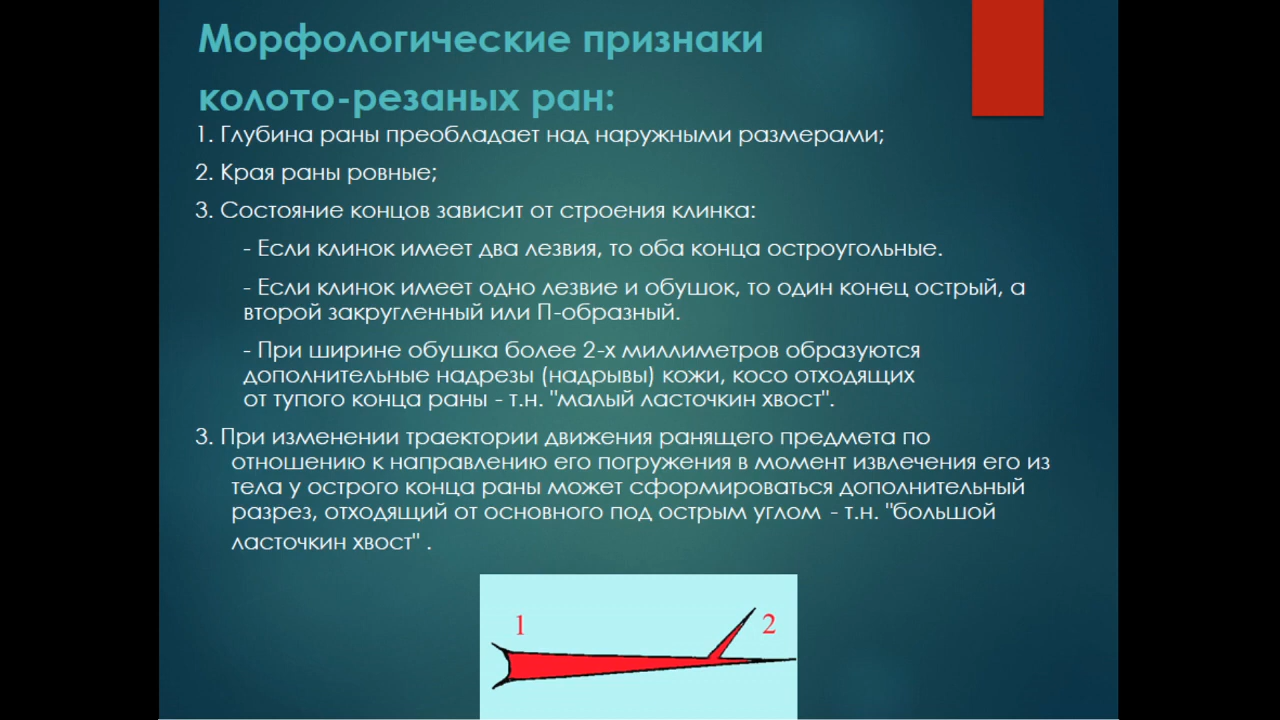 Морфологические признаки
колото-резаных ран:
1. Глубина раны преобладает над наружными размерами;
2. Края раны ровные;
3. Состояние концов зависит от строения клинка:
- Если клинок имеет два лезвия, то оба конца остроугольные.
- Если клинок имеет одно лезвие и обушок, то один конец острый, а
второй закругленный или П-образный.
- При ширине обушка более 2-х миллиметров образуются
дополнительные надрезы (надрывы) кожи, косо отходящих
от тупого конца раны - т.н. "малый ласточкин хвост".
3. При изменении траектории движения ранящего предмета по
отношению к направлению его погружения в момент извлечения его из
тела у острого конца раны может сформироваться дополнительный
разрез, отходящий от основного под острым углом - т.н. "большой
ласточкин хвост" .
1
2